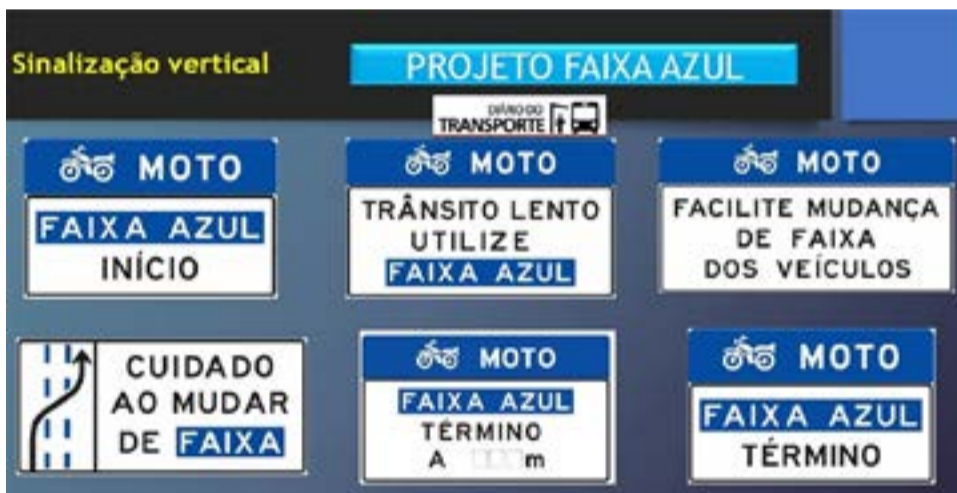 Sinalização vertical
PROJETO FAIXA AZUL
DIÁRIO DO
TRANSPORTE
MOTO
FAIXA AZUL
INÍCIO
MOTO
TRÂNSITO LENTO
UTILIZE
FAIXA AZUL
MOTO
FACILITE MUDANÇA
DE FAIXA
DOS VEÍCULOS
CUIDADO
AO MUDAR
DE FAIXA
MOTO
FAIXA AZUL
TÉRMINO
A m
MOTO
FAIXA AZUL
TÉRMINO